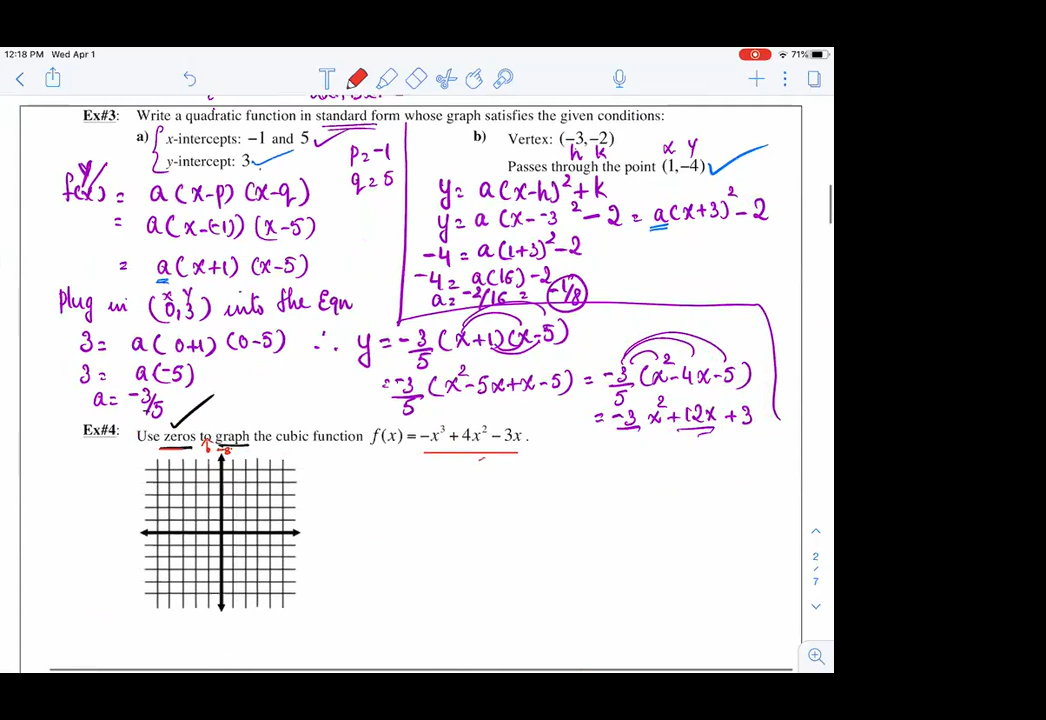 12:18 PM Wed Apr 1
71%
Ex#3: Write a quadratic function in standard form whose graph satisfies the given conditions:
a) x-intercepts: −1 and 5
y-intercept: 3
p = -1
q = 5
f(x) = a(x-p)(x-q)
y
= a(x-(-1))(x-5)
= a(x+1)(x-5)
Plug in (0,3) into the Eqn
x y
3 = a(0+1)(0-5)
3 = a(-5)
a = -3/5
b) Vertex: (−3,−2)
h k
x y
Passes through the point (1,−4)
y = a(x-h)²+k
y = a(x--3 ² -2 = a(x+3)²-2
-4 = a(1+3)²-2
-4 = a(16)-2
a = -2/16 = -1/8
∴ y = -3/5 (x+1)(x-5)
= -3/5 (x²-5x+x-5) = -3/5 (x²-4x-5)
= -3 x²+12x+3
Ex#4: Use zeros to graph the cubic function f(x) = −x³ + 4x² − 3x.
2
/
7